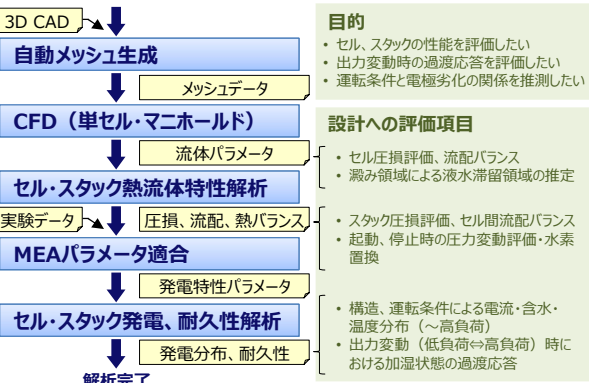 3D CAD
自動メッシュ生成
メッシュデータ
CFD（単セル・マニホールド）
流体パラメータ
セル・スタック熱流体特性解析
実験データ
圧損、流配、熱バランス
MEAパラメータ適合
発電特性パラメータ
セル・スタック発電、耐久性解析
発電分布、耐久性
解析完了
目的
• セル、スタックの性能を評価したい
• 出力変動時の過渡応答を評価したい
• 運転条件と電極劣化の関係を推測したい
設計への評価項目
• セル圧損評価、流配バランス
• 澱み領域による液水滞留領域の推定
• スタック圧損評価、セル間流配バランス
• 起動、停止時の圧力変動評価・水素
置換
• 構造、運転条件による電流・含水・
温度分布（～高負荷）
• 出力変動（低負荷⇔高負荷）時に
おける加湿状態の過渡応答